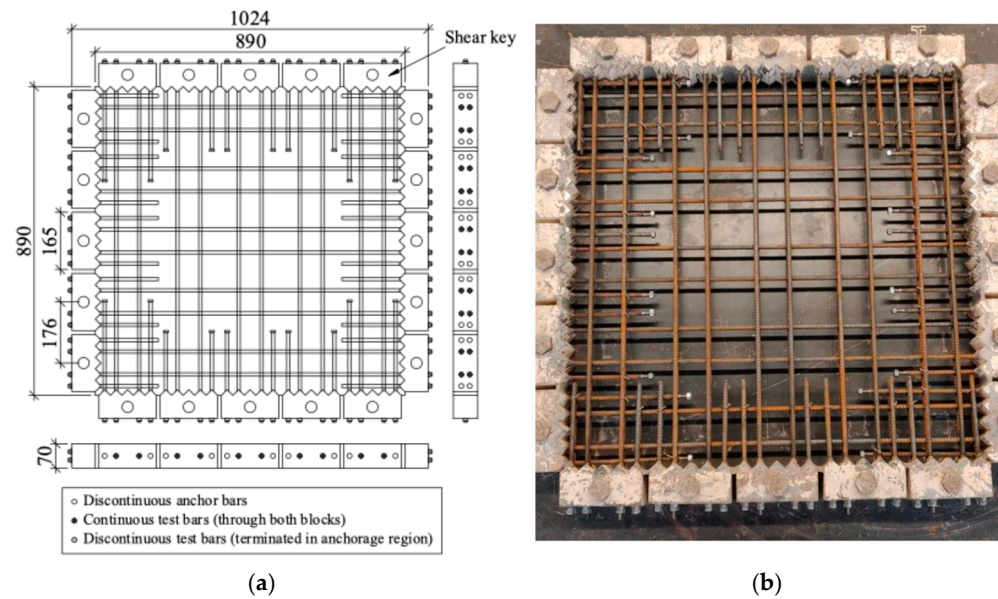 1024
890
Shear key
890
165
176
70
Discontinuous anchor bars
Continuous test bars (through both blocks)
Discontinuous test bars (terminated in anchorage region)
(a)
(b)